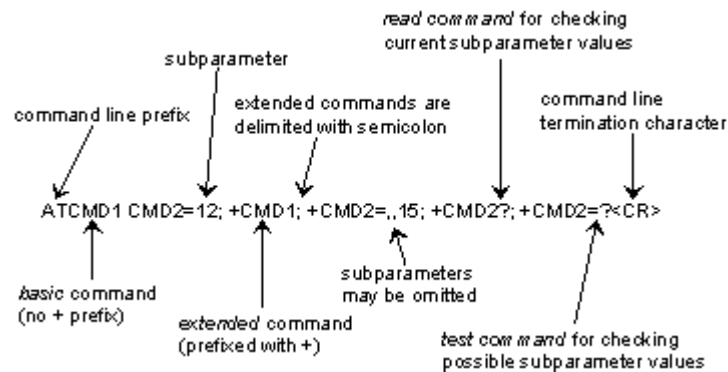 read command for checking
current subparameter values
subparameter
extended commands are
delimited with semicolon
command line
termination character
command line prefix
ATCMD1 CMD2=12; +CMD1; +CMD2=,,15; +CMD2?; +CMD2=?<CR>
basic command
(no + prefix)
extended command
(prefixed with +)
subparameters
may be omitted
test command for checking
possible subparameter values